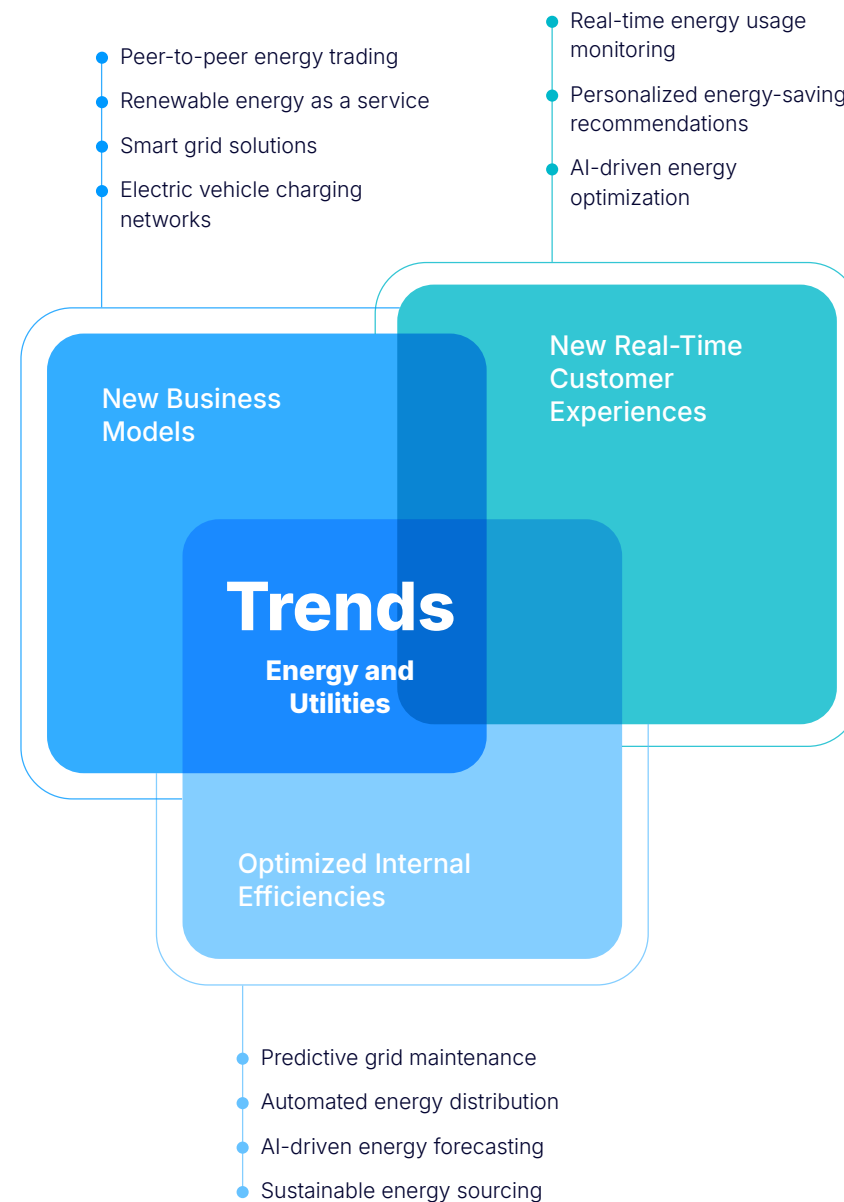 Peer-to-peer energy trading
Renewable energy as a service
Smart grid solutions
Electric vehicle charging
networks
Real-time energy usage
monitoring
Personalized energy-saving
recommendations
AI-driven energy
optimization
New Business
Models
New Real-Time
Customer
Experiences
Trends
Energy and
Utilities
Optimized Internal
Efficiencies
Predictive grid maintenance
Automated energy distribution
AI-driven energy forecasting
Sustainable energy sourcing